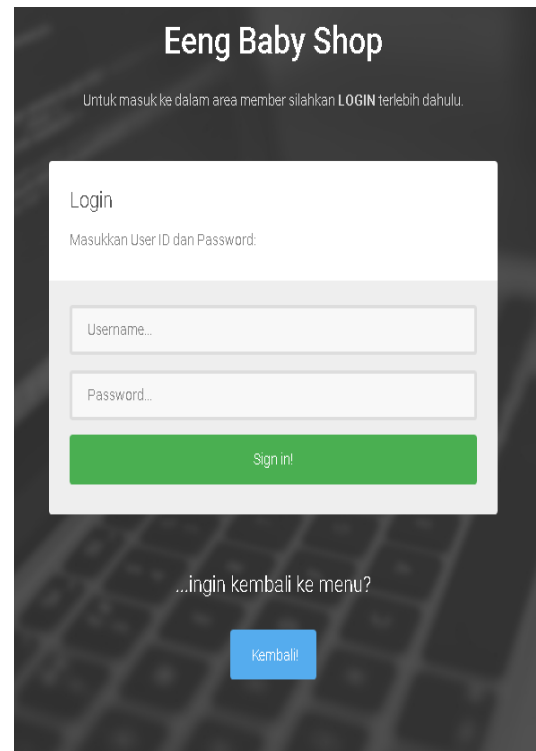 Eeng Baby Shop
Untuk masuk ke dalam area member silahkan LOGIN terlebih dahulu.
Login
Masukkan User ID dan Password:
Username...
Password...
Sign in!
...ingin kembali ke menu?
Kembali!